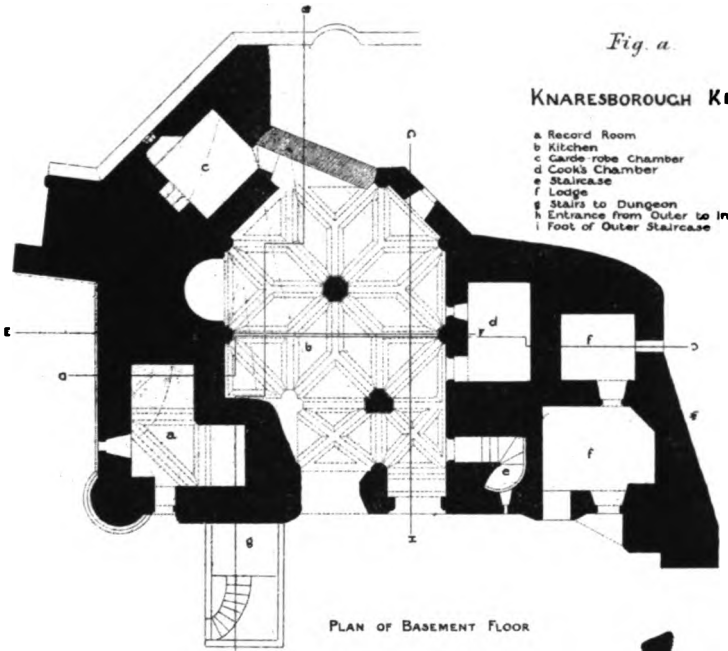 Fig. a.
KNARESBOROUGH
a Record Room
b Kitchen
c Garde-robe Chamber
d Cook's Chamber
e Staircase
f Lodge
g Stairs to Dungeon
h Entrance from Outer to
i Foot of Outer Staircase
c
d
f
b
a
f
e
g
PLAN OF BASEMENT FLOOR